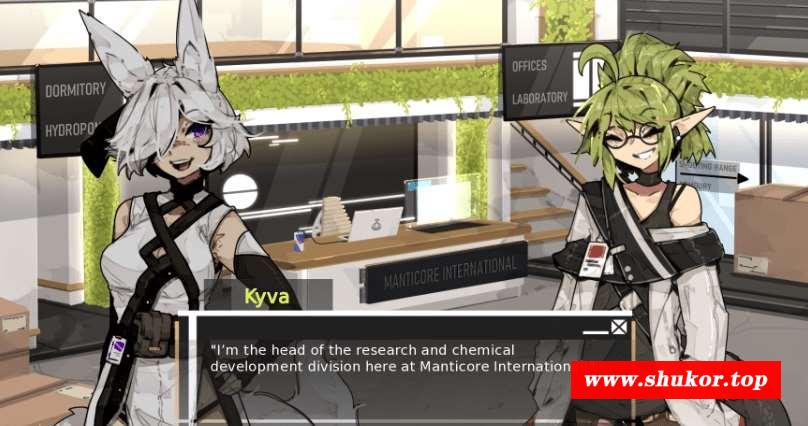 DORMITORY
HYDROPO
OFFICES
LABORATORY
MANTICORE INTERNATIONAL
Kyva
"I'm the head of the research and chemical
development division here at Manticore Internation
www.shukor.top